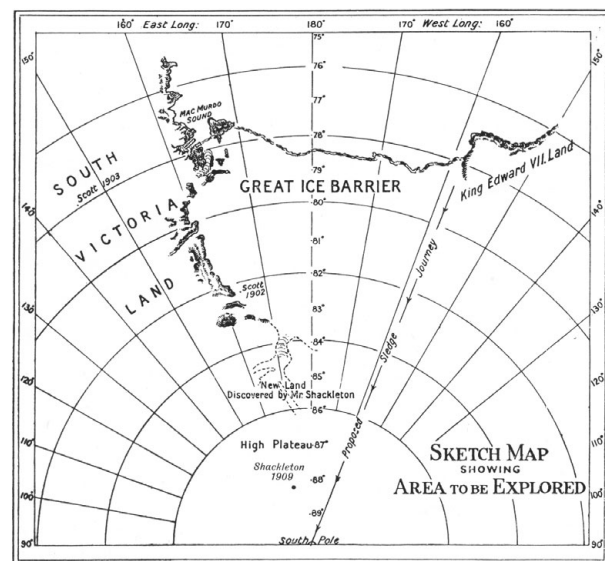 East Long:
West Long:
160°
170°
180°
170°
160°
150°
150°
75°
76°
77°
78°
79°
80°
81°
82°
83°
84°
85°
86°
87°
88°
89°
MAC MURDO
SOUND
SOUTH
Scott 1903
VICTORIA
LAND
GREAT ICE BARRIER
King Edward VII. Land
Scott
1902
New Land
Discovered by Mr. Shackleton
High Plateau
Shackleton
1909
South Pole
Propozed Sledge Journey
140°
130°
120°
110°
100°
90°
140°
130°
120°
110°
100°
90°
SKETCH MAP
SHOWING
AREA TO BE EXPLORED